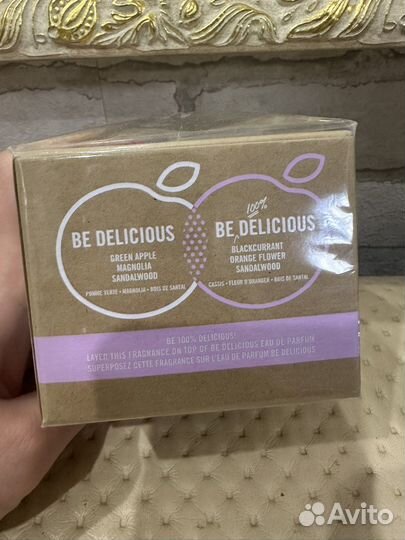 BE DELICIOUS
GREEN APPLE
MAGNOLIA
SANDALWOOD
POMME VERTE • MAGNOLIA • BOIS DE SANTAL
100%
BE DELICIOUS
BLACKCURRANT
ORANGE FLOWER
SANDALWOOD
CASSIS • FLEUR D'ORANGER • BOIS DE SANTAL
BE 100% DELICIOUS!
LAYER THIS FRAGRANCE ON TOP OF BE DELICIOUS EAU DE PARFUM
SUPERPOSEZ CETTE FRAGRANCE SUR L'EAU DE PARFUM BE DELICIOUS
Avito